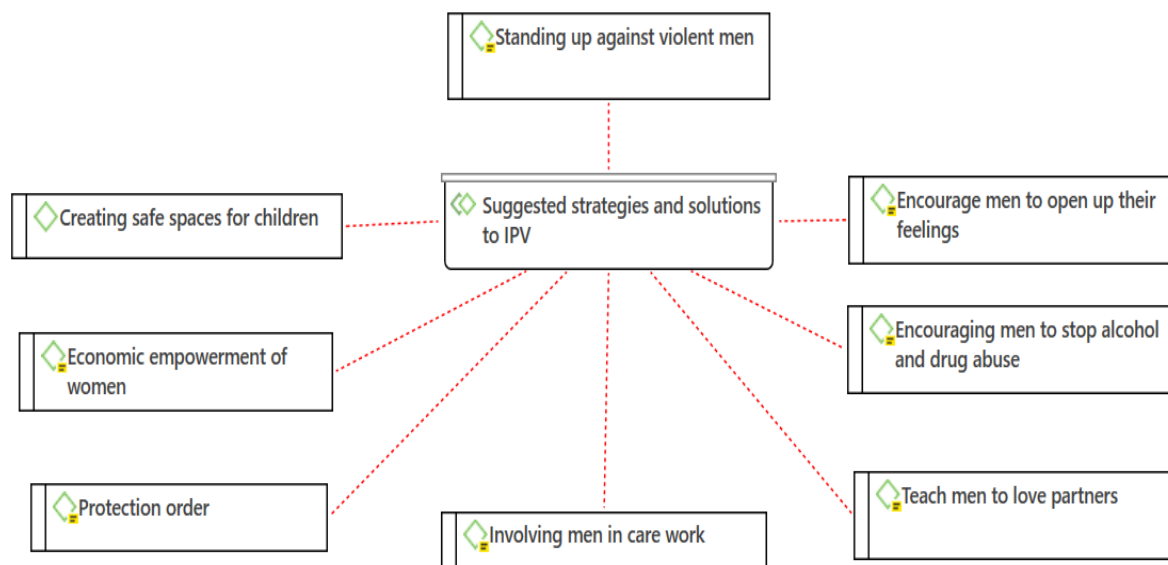 Standing up against violent men
Suggested strategies and solutions
to IPV
Creating safe spaces for children
Encourage men to open up their
feelings
Economic empowerment of
women
Encouraging men to stop alcohol
and drug abuse
Protection order
Involving men in care work
Teach men to love partners